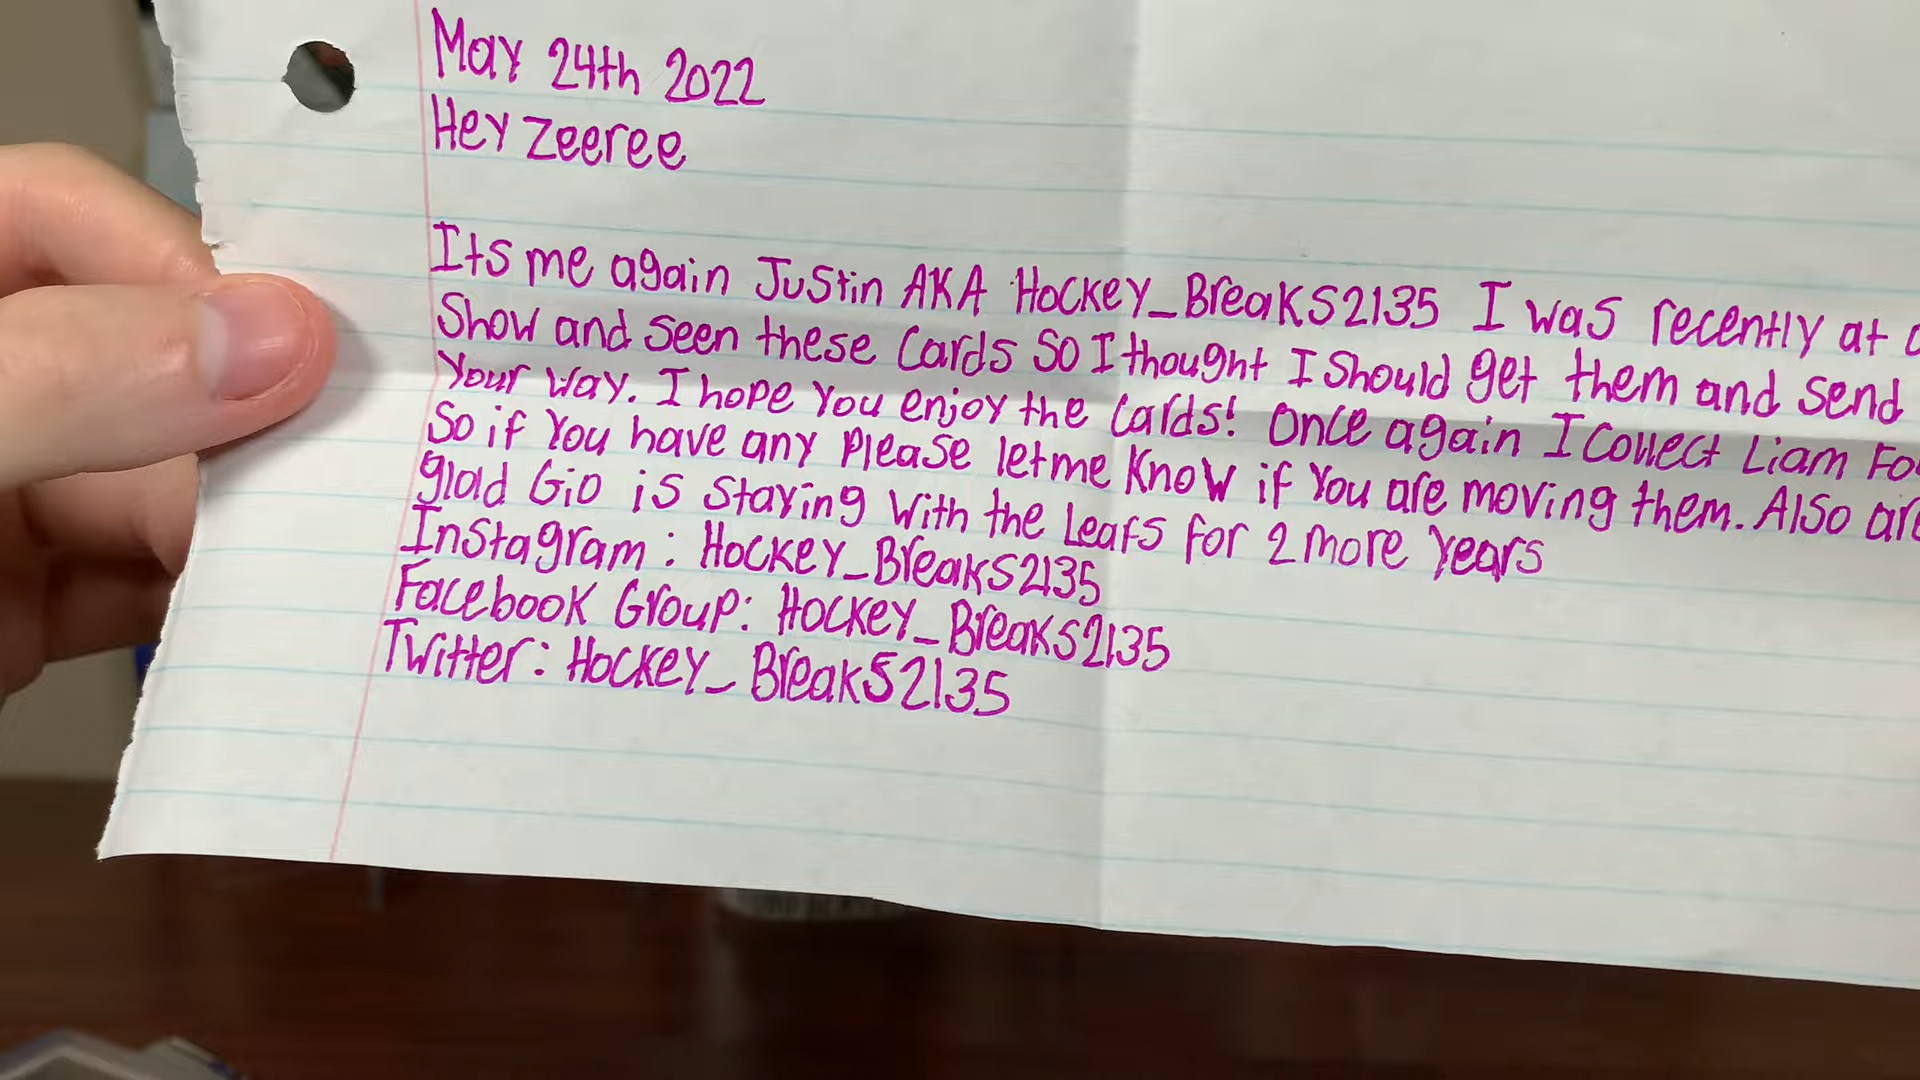 May 24th 2022
Hey Zeeree
Its me again Justin AKA Hockey_Breaks2135 I was recently at
Show and seen these Cards So I thought I Should get them and send
Your Way. I hope You enjoy the Cards! Once again I Collect Liam
So if You have any Please let me Know if You are moving them. Also
glad Gio is staying With the Leafs for 2 more Years
Instagram: Hockey_Breaks2135
Facebook Group: Hockey_Breaks2135
Twitter: Hockey_Breaks2135